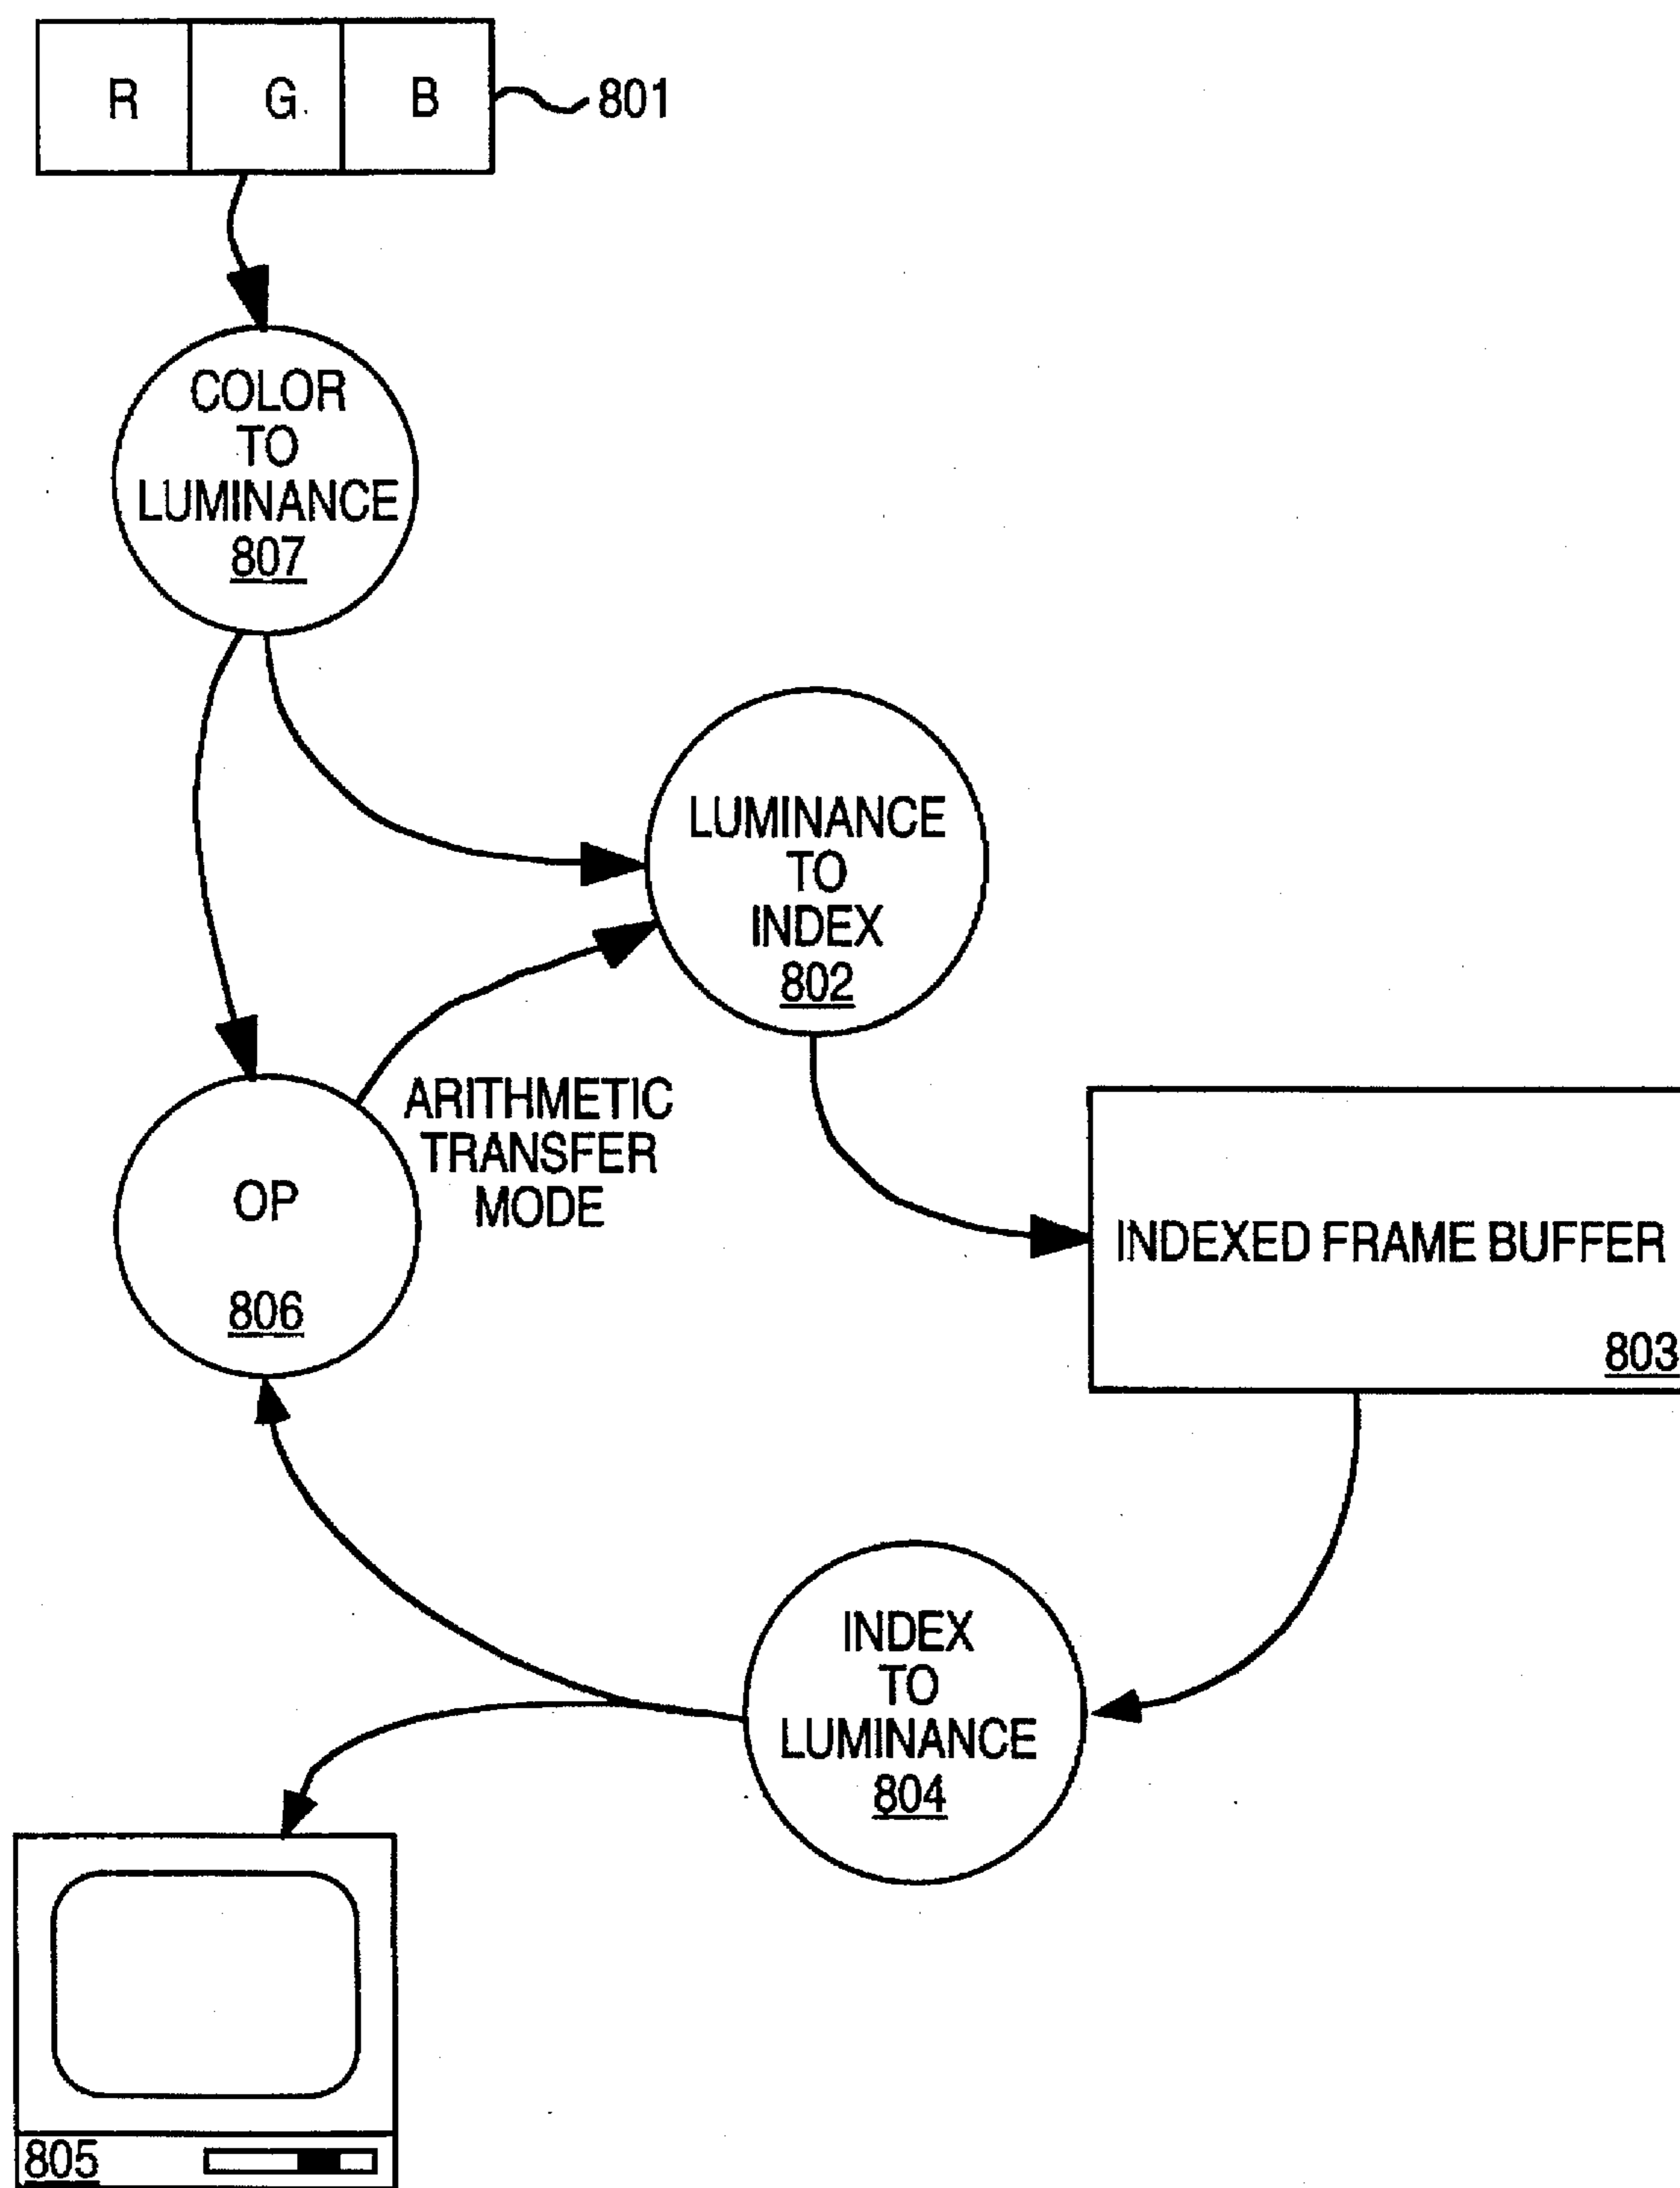 R G B 801
COLOR
TO
LUMINANCE
807
LUMINANCE
TO
INDEX
802
ARITHMETIC
TRANSFER
MODE
OP
806
INDEXED FRAME BUFFER
803
INDEX
TO
LUMINANCE
804
805